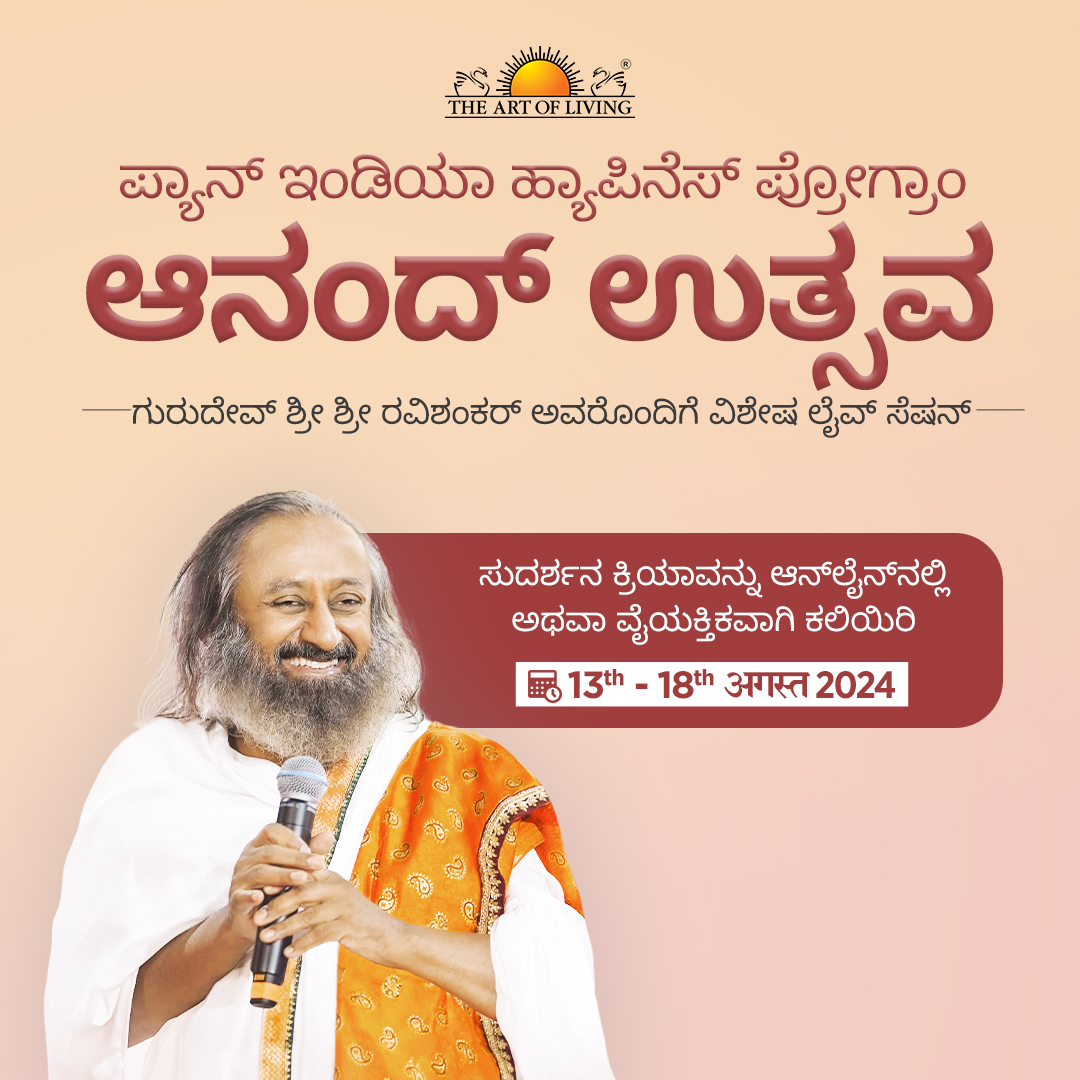 ®
THE ART OF LIVING
ಪ್ಯಾನ್ ಇಂಡಿಯಾ ಹ್ಯಾಪಿನೆಸ್ ಪ್ರೋಗ್ರಾಂ
ಆನಂದ್ ಉತ್ಸವ
ಗುರುದೇವ್ ಶ್ರೀ ಶ್ರೀ ರವಿಶಂಕರ್ ಅವರೊಂದಿಗೆ ವಿಶೇಷ ಲೈವ್ ಸೆಷನ್
ಸುದರ್ಶನ ಕ್ರಿಯಾವನ್ನು ಆನ್‌ಲೈನ್‌ನಲ್ಲಿ
ಅಥವಾ ವೈಯಕ್ತಿಕವಾಗಿ ಕಲಿಯಿರಿ
13th - 18th अगस्त 2024